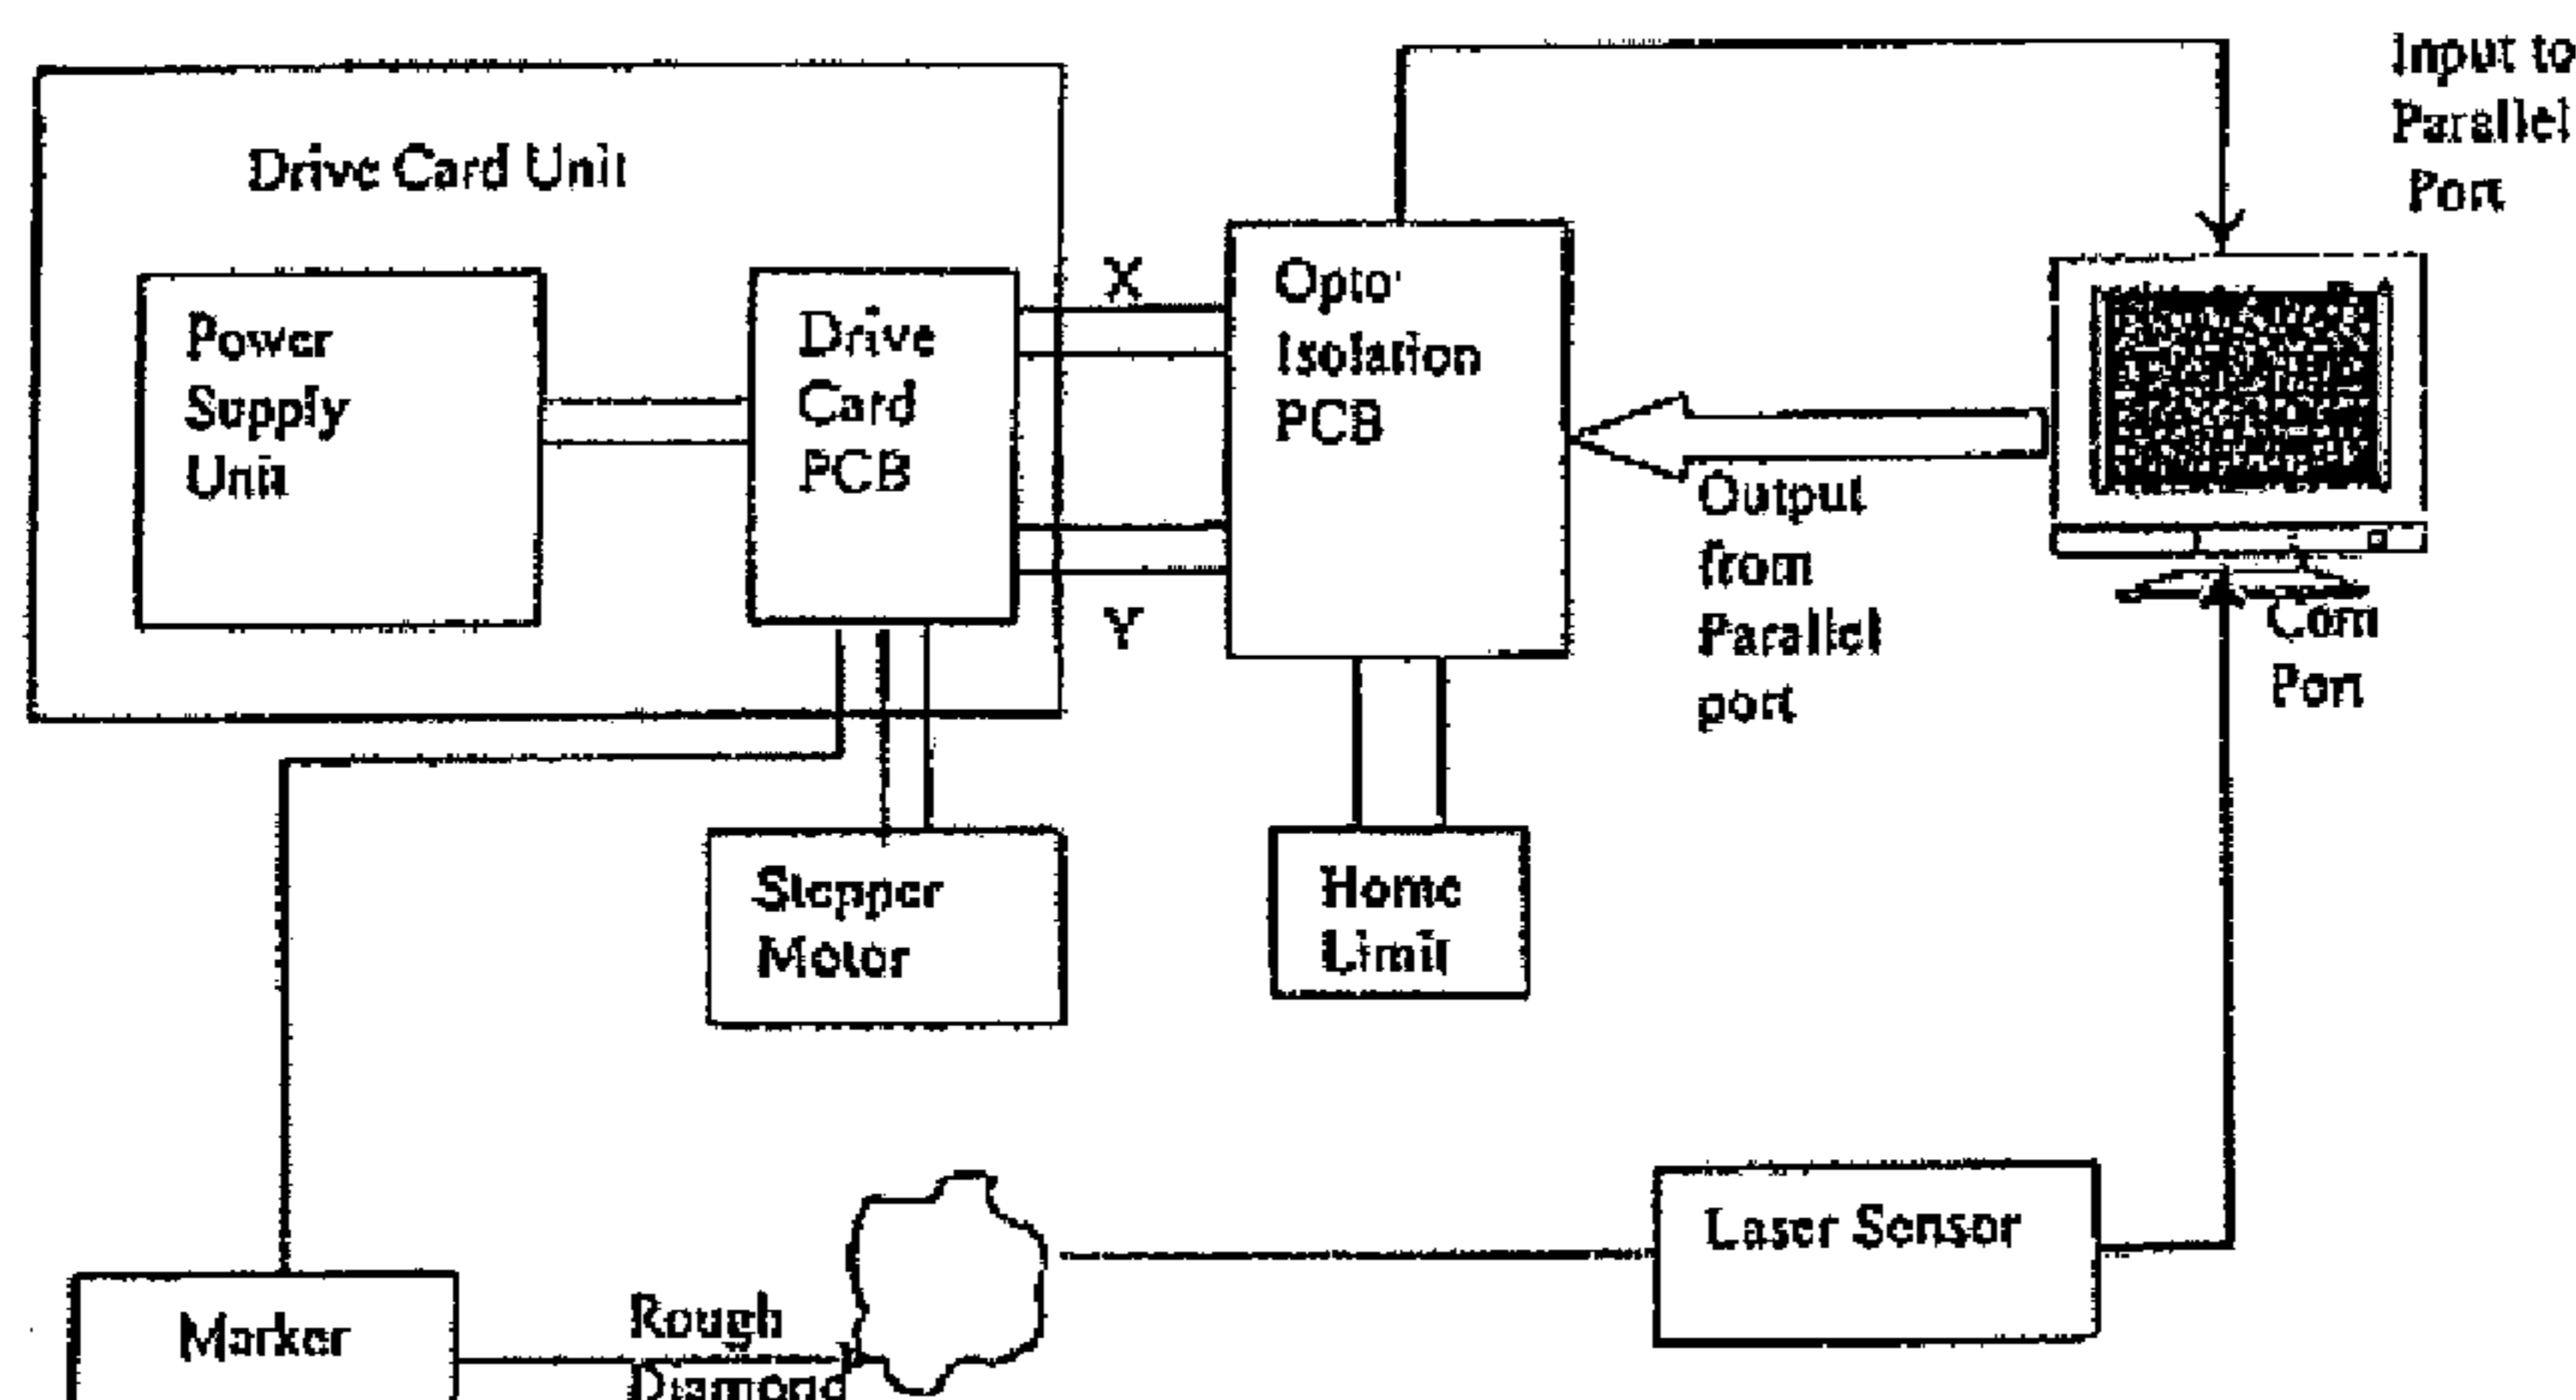 Input to
Parallel
Port
Drive Card Unit
Power
Supply
Unit
Drive
Card
PCB
X
Y
Opto
Isolation
PCB
Output
from
Parallel
port
Com
Port
Stepper
Motor
Home
Limit
Laser Sensor
Marker
Rough
Diamond